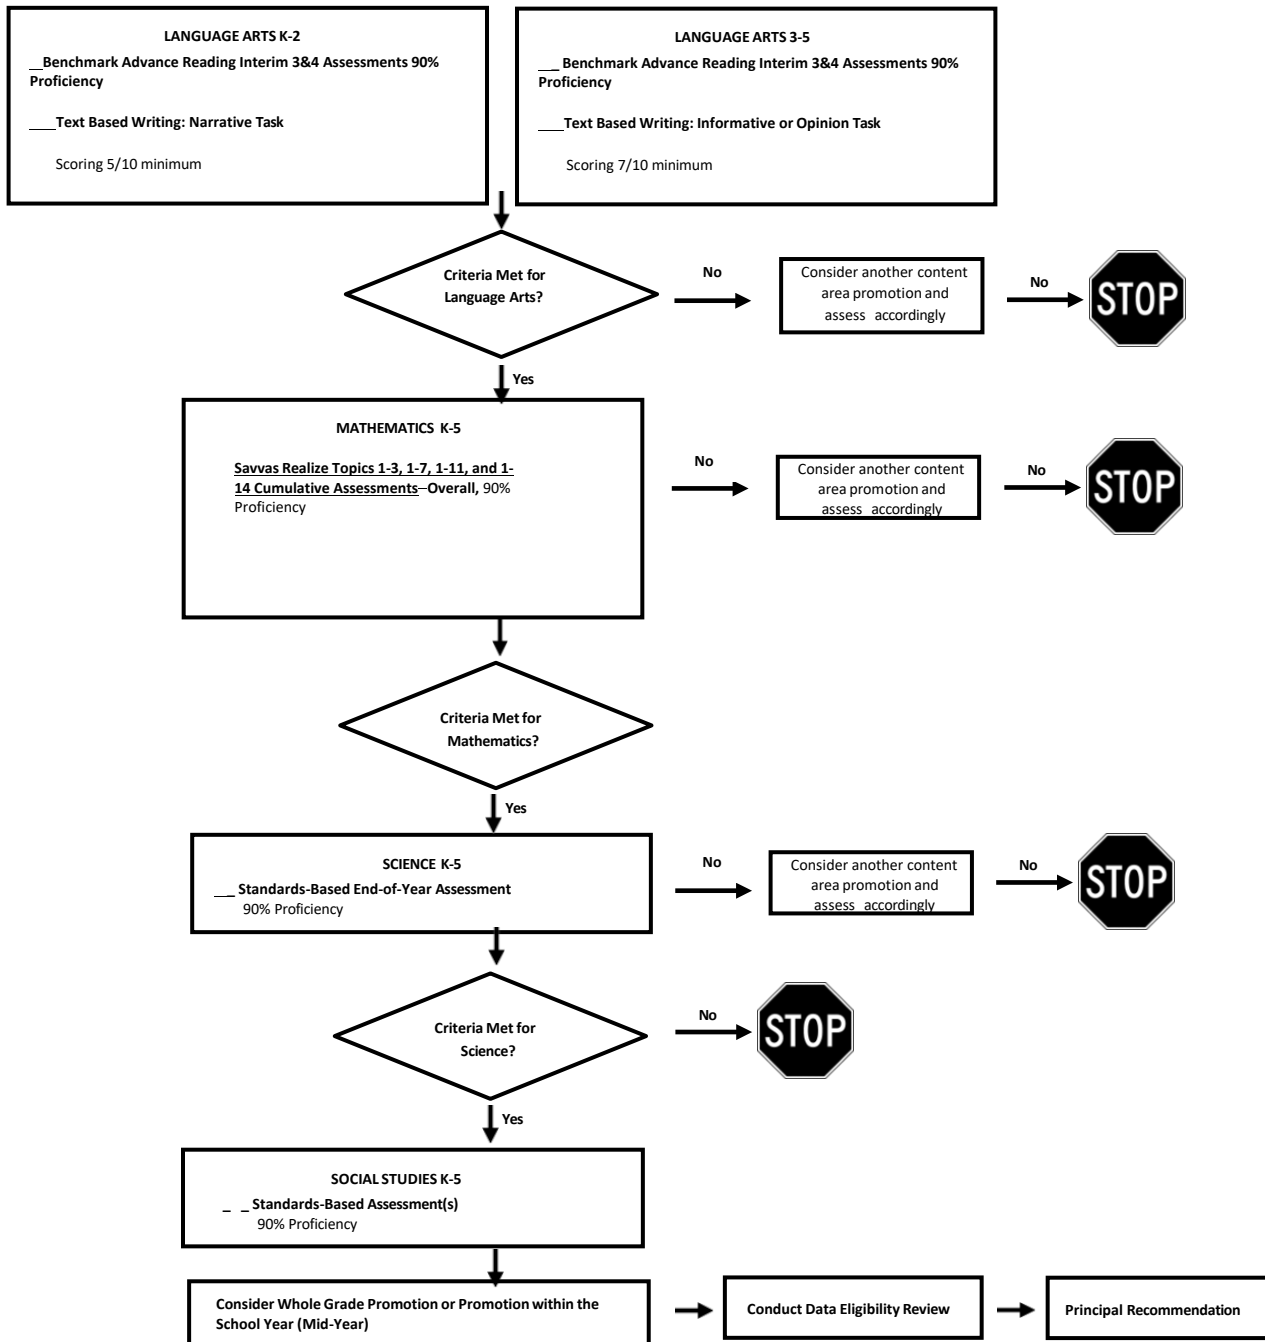 LANGUAGE ARTS K-2
__Benchmark Advance Reading Interim 3&4 Assessments 90%
Proficiency
___Text Based Writing: Narrative Task
Scoring 5/10 minimum
LANGUAGE ARTS 3-5
__ Benchmark Advance Reading Interim 3&4 Assessments 90%
Proficiency
___Text Based Writing: Informative or Opinion Task
Scoring 7/10 minimum
Criteria Met for
Language Arts?
No
Consider another content
area promotion and
assess accordingly
No
STOP
Yes
MATHEMATICS K-5
Savvas Realize Topics 1-3, 1-7, 1-11, and 1-
14 Cumulative Assessments–Overall, 90%
Proficiency
No
Consider another content
area promotion and
assess accordingly
No
STOP
Criteria Met for
Mathematics?
Yes
SCIENCE K-5
__ Standards-Based End-of-Year Assessment
90% Proficiency
No
Consider another content
area promotion and
assess accordingly
No
STOP
Criteria Met for
Science?
No
STOP
Yes
SOCIAL STUDIES K-5
_ _ Standards-Based Assessment(s)
90% Proficiency
Consider Whole Grade Promotion or Promotion within the
School Year (Mid-Year)
Conduct Data Eligibility Review
Principal Recommendation